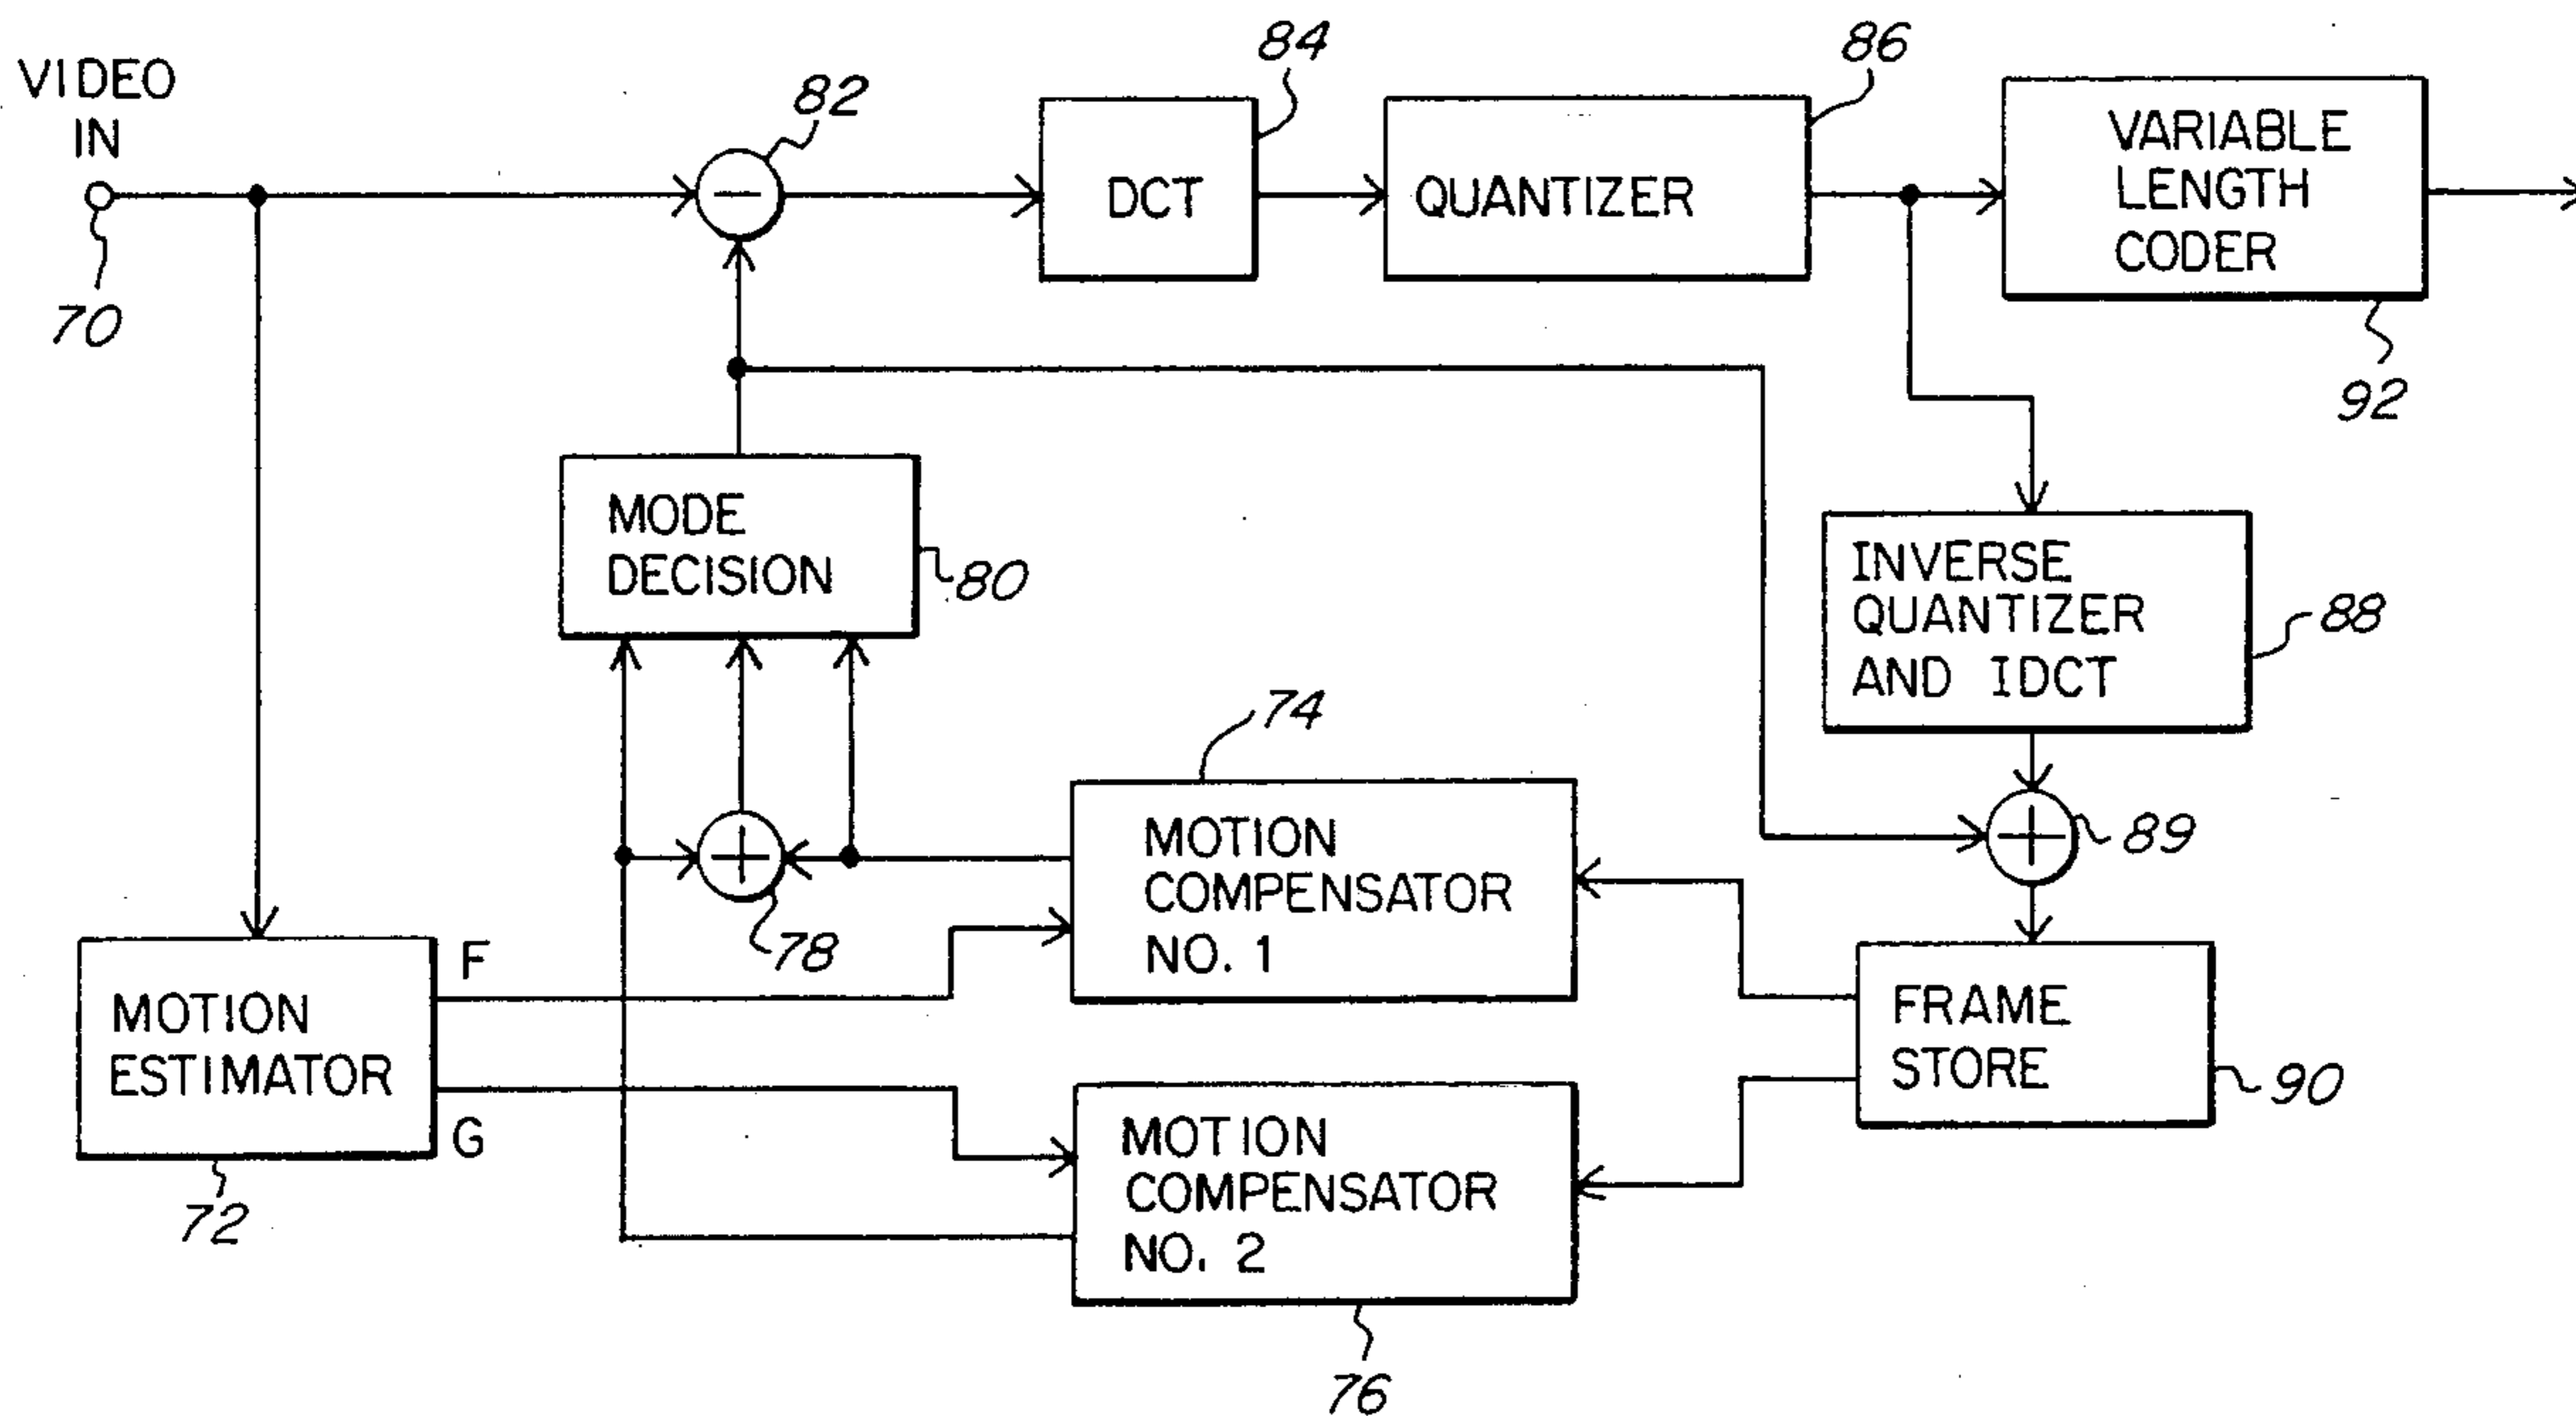 84
86
VIDEO
IN
82
VARIABLE
LENGTH
CODER
DCT
QUANTIZER
70
92
MODE
DECISION
80
INVERSE
QUANTIZER
AND IDCT
88
74
MOTION
COMPENSATOR
NO. 1
89
78
F
MOTION
ESTIMATOR
G
72
FRAME
STORE
90
MOTION
COMPENSATOR
NO. 2
76